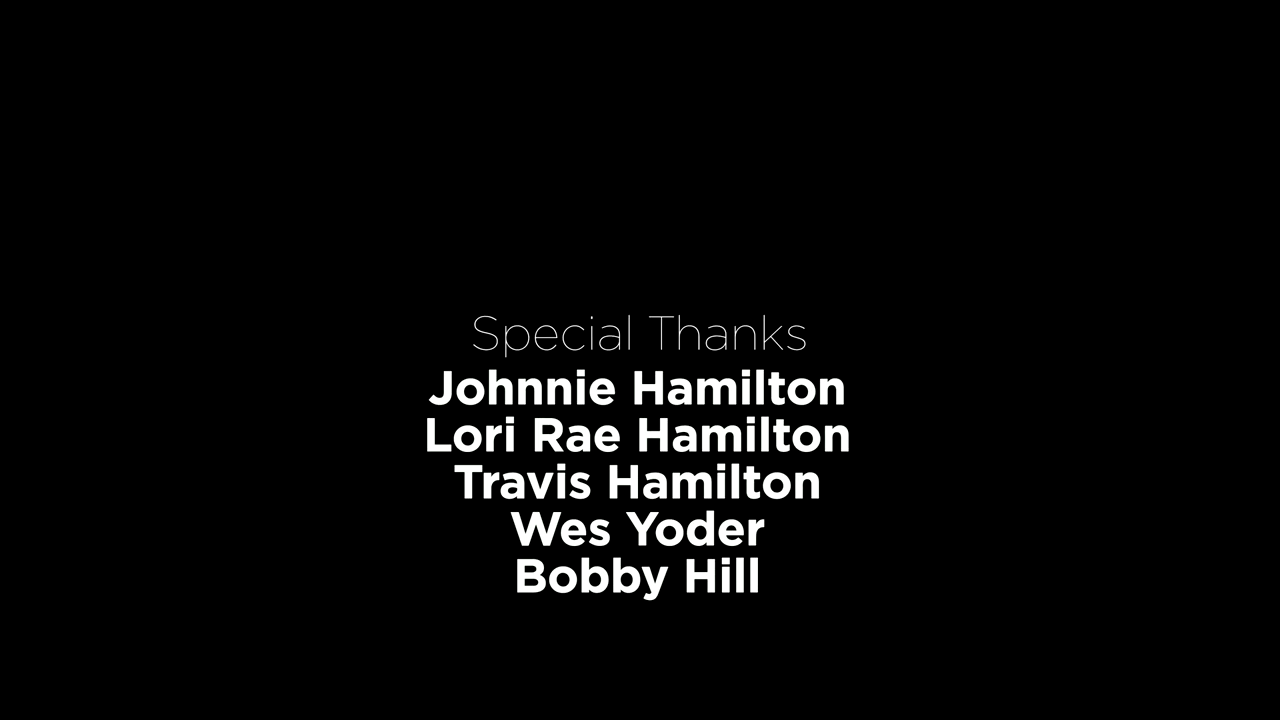 Special Thanks
Johnnie Hamilton
Lori Rae Hamilton
Travis Hamilton
Wes Yoder
Bobby Hill